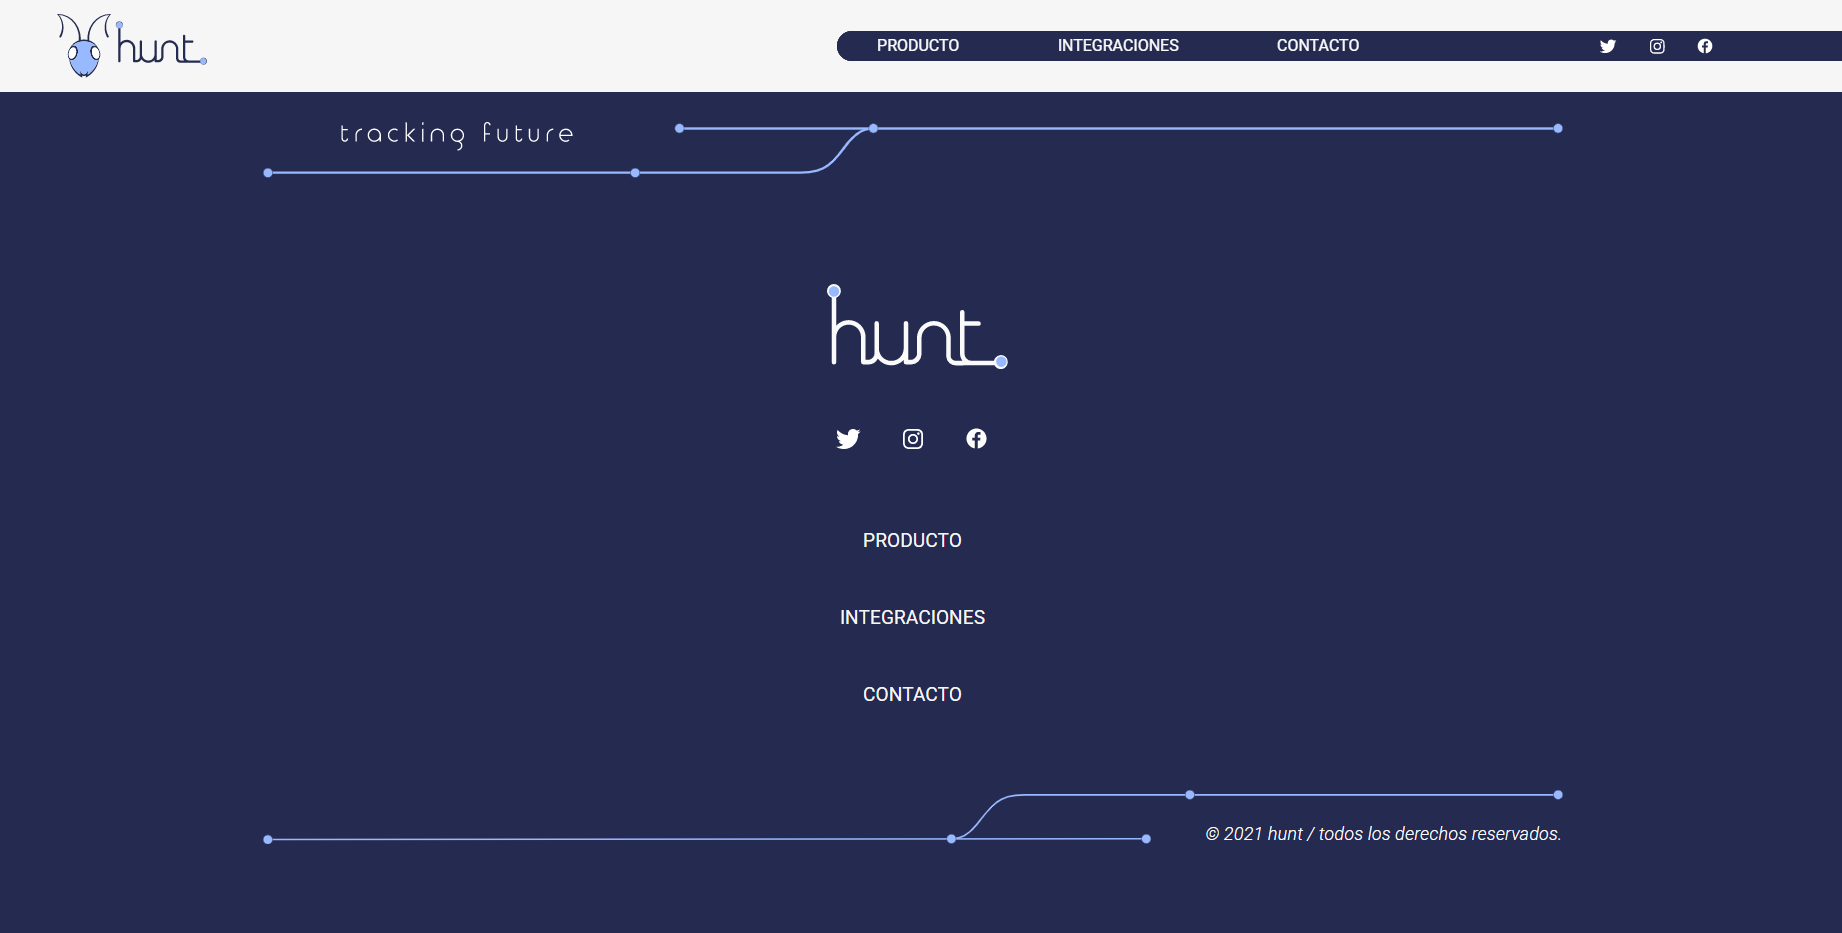 hunt.
PRODUCTO INTEGRACIONES CONTACTO
tracking future
hunt.
PRODUCTO
INTEGRACIONES
CONTACTO
© 2021 hunt / todos los derechos reservados.